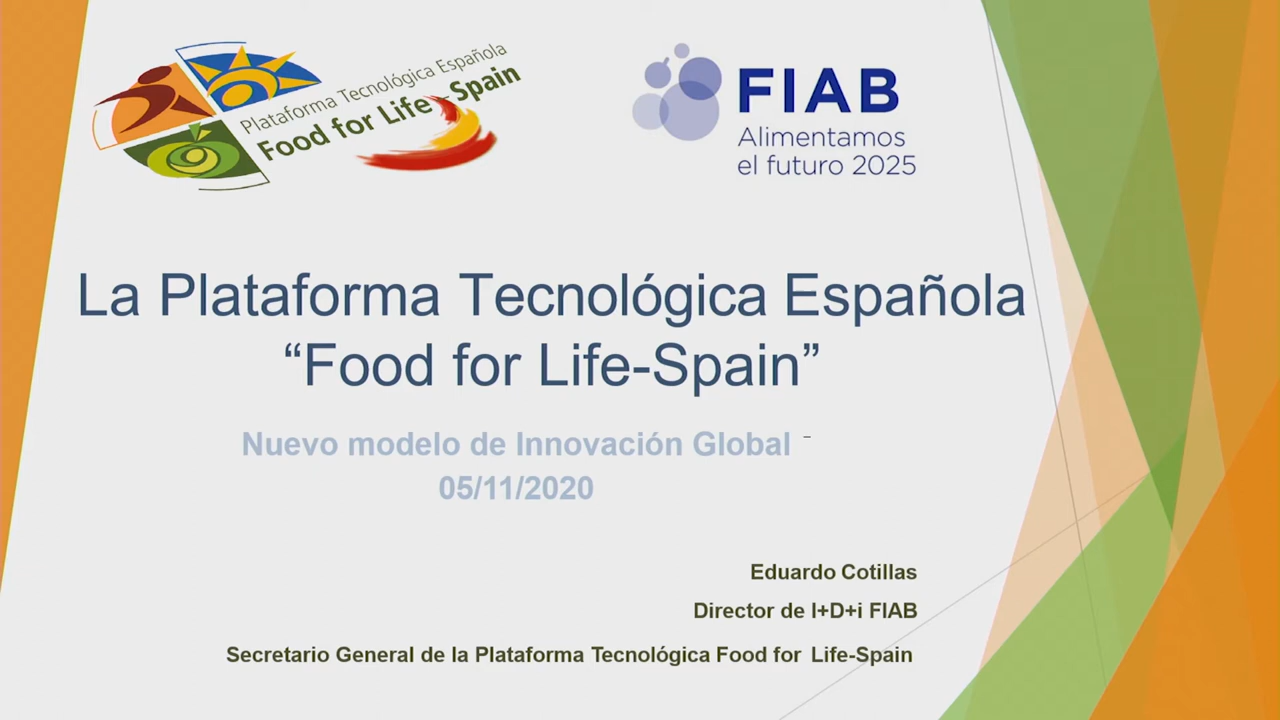 Plataforma Tecnológica Española
Food for Life-Spain
FIAB
Alimentamos
el futuro 2025
La Plataforma Tecnológica Española
“Food for Life-Spain”
Nuevo modelo de Innovación Global
05/11/2020
Eduardo Cotillas
Director de I+D+i FIAB
Secretario General de la Plataforma Tecnológica Food for Life-Spain